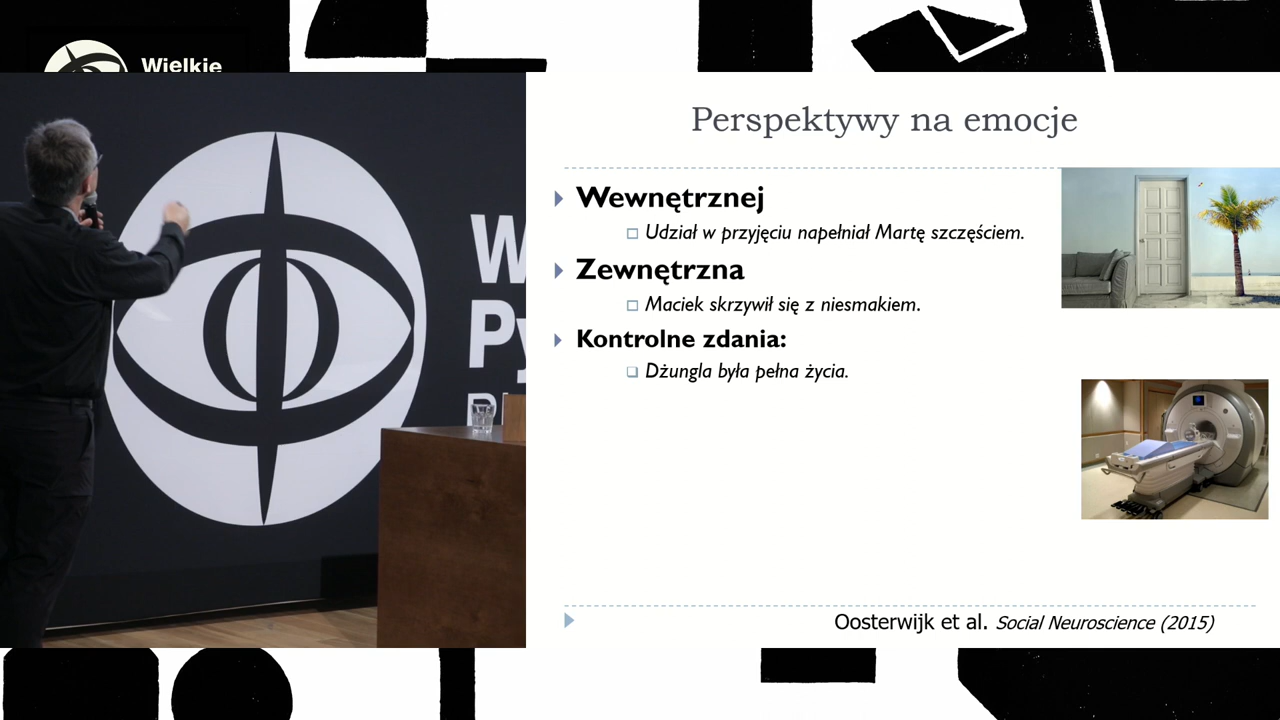 Wielkie
W
Py
Perspektywy na emocje
Wewnętrznej
Udział w przyjęciu napełniał Martę szczęściem.
Zewnętrzna
Maciek skrzywił się z niesmakiem.
Kontrolne zdania:
Dżungla była pełna życia.
Oosterwijk et al. Social Neuroscience (2015)